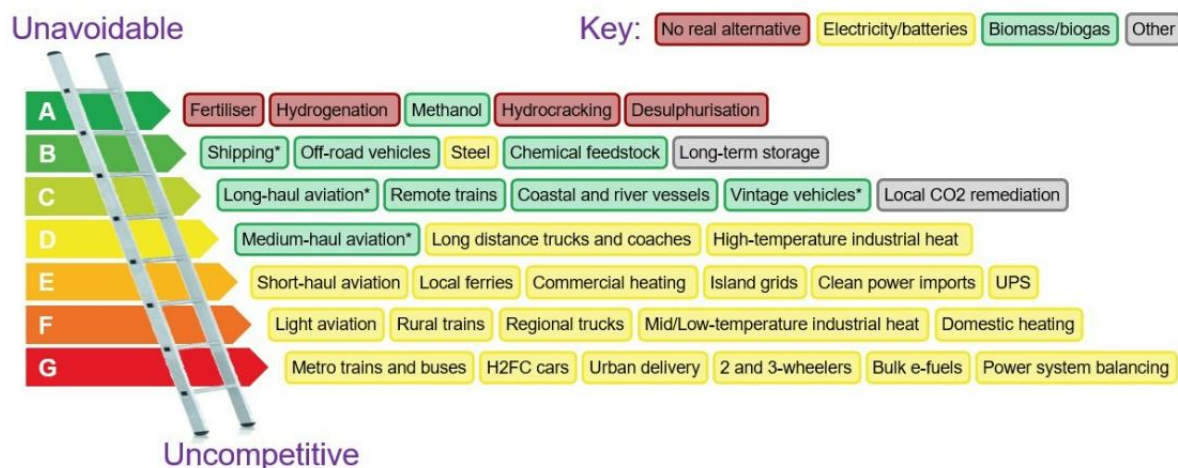 Unavoidable
Key: No real alternative Electricity/batteries Biomass/biogas Other
A Fertiliser Hydrogenation Methanol Hydrocracking Desulphurisation
B Shipping* Off-road vehicles Steel Chemical feedstock Long-term storage
C Long-haul aviation* Remote trains Coastal and river vessels Vintage vehicles* Local CO2 remediation
D Medium-haul aviation* Long distance trucks and coaches High-temperature industrial heat
E Short-haul aviation Local ferries Commercial heating Island grids Clean power imports UPS
F Light aviation Rural trains Regional trucks Mid/Low-temperature industrial heat Domestic heating
G Metro trains and buses H2FC cars Urban delivery 2 and 3-wheelers Bulk e-fuels Power system balancing
Uncompetitive